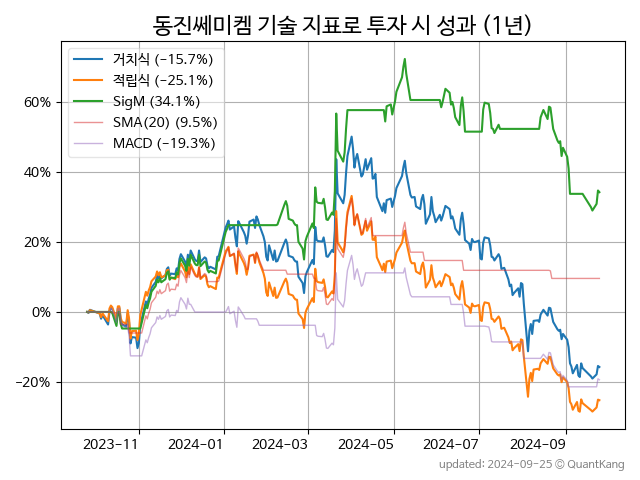 동진쎄미켐 기술 지표로 투자 시 성과 (1년)
거치식 (−15.7%)
적립식 (−25.1%)
SigM (34.1%)
SMA(20) (9.5%)
MACD (−19.3%)
60%
40%
20%
0%
−20%
2023-11 2024-01 2024-03 2024-05 2024-07 2024-09
updated: 2024-09-25 © QuantKang